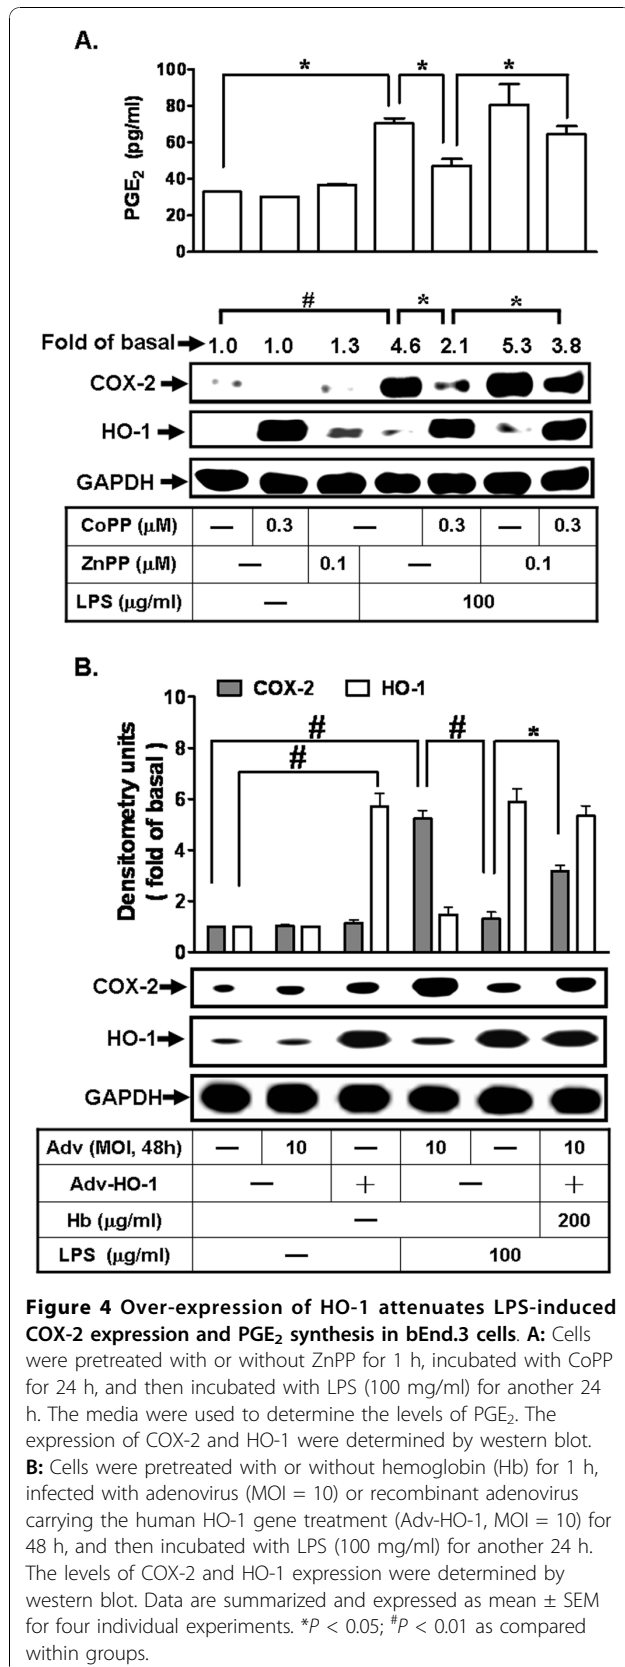 A.
* * *
100
80
60
40
20
0
PGE₂ (pg/ml)
# * *
Fold of basal 1.0 1.0 1.3 4.6 2.1 5.3 3.8
COX-2
HO-1
GAPDH
CoPP (μM) — 0.3 — 0.3 — 0.3
ZnPP (μM) — 0.1 — 0.1
LPS (μg/ml) — 100
B.
COX-2 HO-1
# # *
#
10
8
6
4
2
0
Densitometry units
( fold of basal )
COX-2
HO-1
GAPDH
Adv (MOI, 48h) — 10 — 10 — 10
Adv-HO-1 — + — +
Hb (μg/ml) — 200
LPS (μg/ml) — 100
Figure 4 Over-expression of HO-1 attenuates LPS-induced
COX-2 expression and PGE₂ synthesis in bEnd.3 cells. A: Cells
were pretreated with or without ZnPP for 1 h, incubated with CoPP
for 24 h, and then incubated with LPS (100 mg/ml) for another 24
h. The media were used to determine the levels of PGE₂. The
expression of COX-2 and HO-1 were determined by western blot.
B: Cells were pretreated with or without hemoglobin (Hb) for 1 h,
infected with adenovirus (MOI = 10) or recombinant adenovirus
carrying the human HO-1 gene treatment (Adv-HO-1, MOI = 10) for
48 h, and then incubated with LPS (100 mg/ml) for another 24 h.
The levels of COX-2 and HO-1 expression were determined by
western blot. Data are summarized and expressed as mean ± SEM
for four individual experiments. *P < 0.05; #P < 0.01 as compared
within groups.